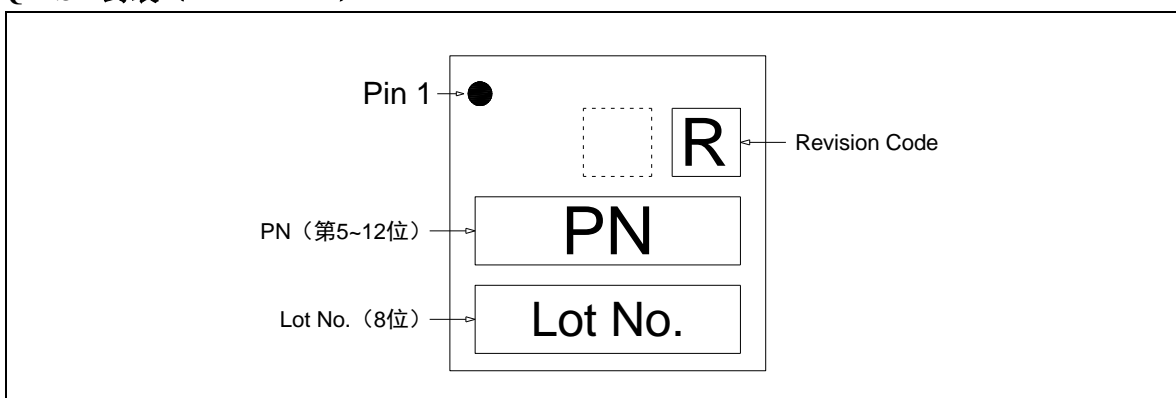 Pin 1
R
Revision Code
PN（第5~12位）
PN
Lot No.（8位）
Lot No.